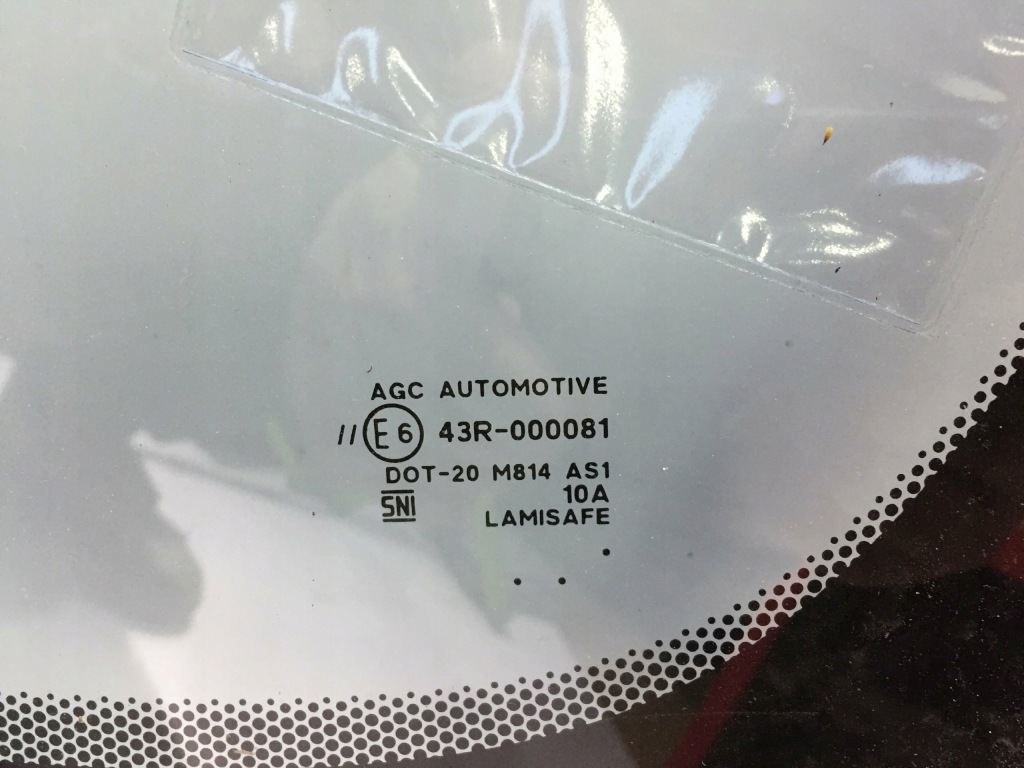 AGC AUTOMOTIVE
// E6 43R-000081
DOT-20 M814 AS1
SNI 10A
LAMISAFE